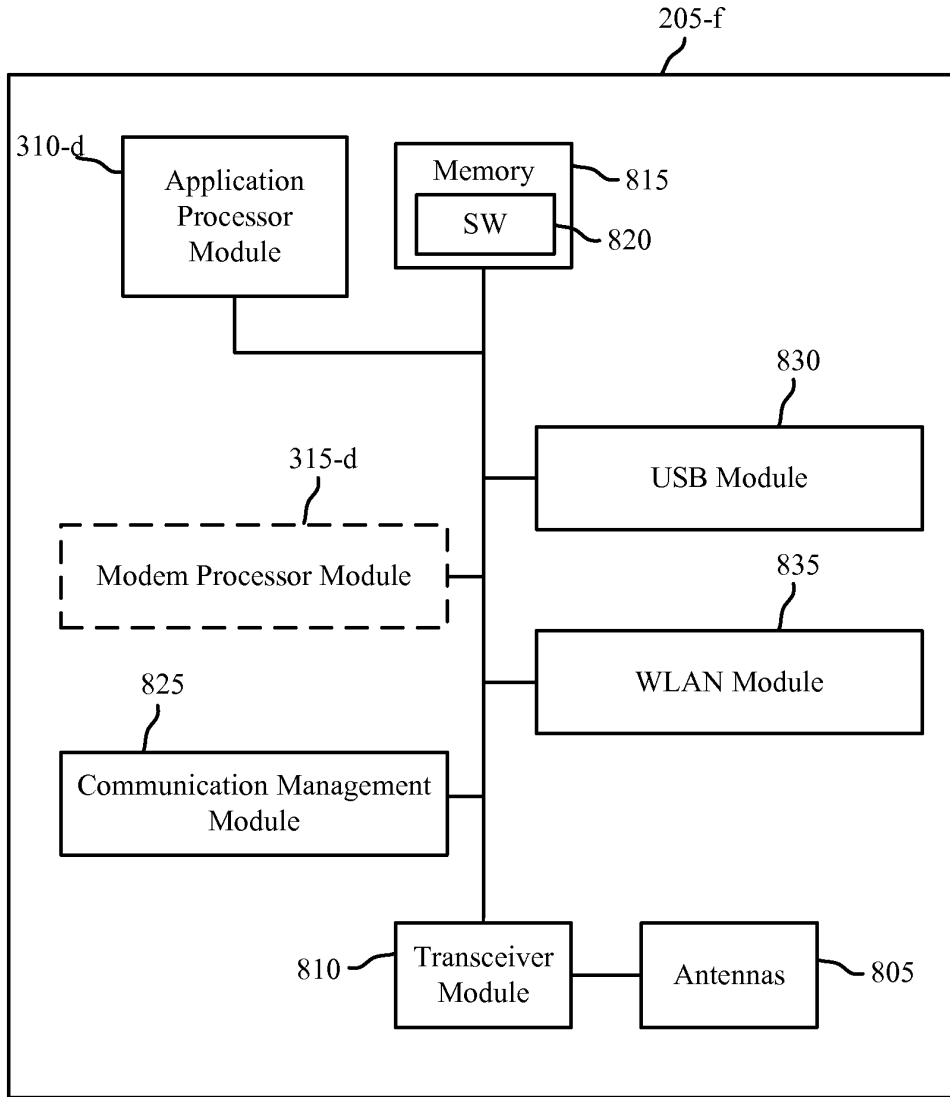 205-f
310-d
Application
Processor
Module
Memory
815
SW
820
830
USB Module
315-d
Modem Processor Module
835
WLAN Module
825
Communication Management
Module
810
Transceiver
Module
Antennas
805